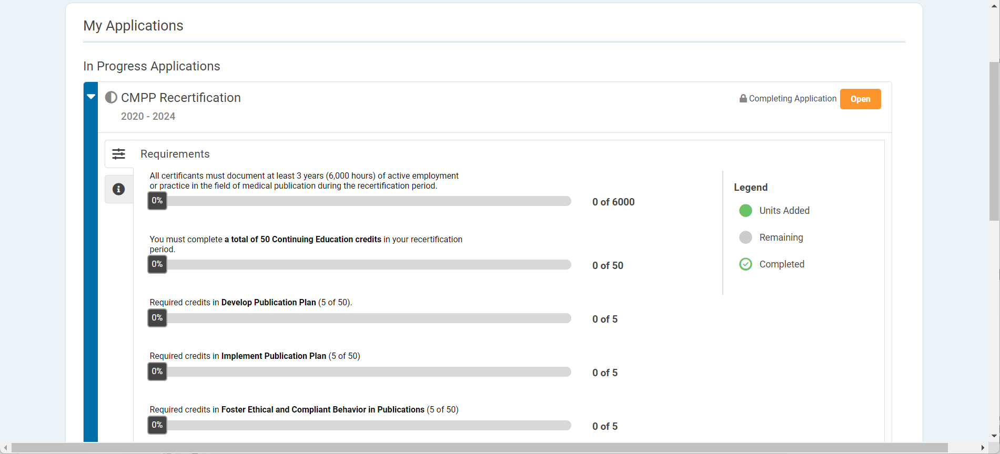 My Applications
In Progress Applications
CMPP Recertification
Completing Application
Open
2020 - 2024
Requirements
All certificants must document at least 3 years (6,000 hours) of active employment
or practice in the field of medical publication during the recertification period.
0%
0 of 6000
You must complete a total of 50 Continuing Education credits in your recertification
period.
0%
0 of 50
Required credits in Develop Publication Plan (5 of 50).
0%
0 of 5
Required credits in Implement Publication Plan (5 of 50)
0%
0 of 5
Required credits in Foster Ethical and Compliant Behavior in Publications (5 of 50)
0%
0 of 5
Legend
Units Added
Remaining
Completed